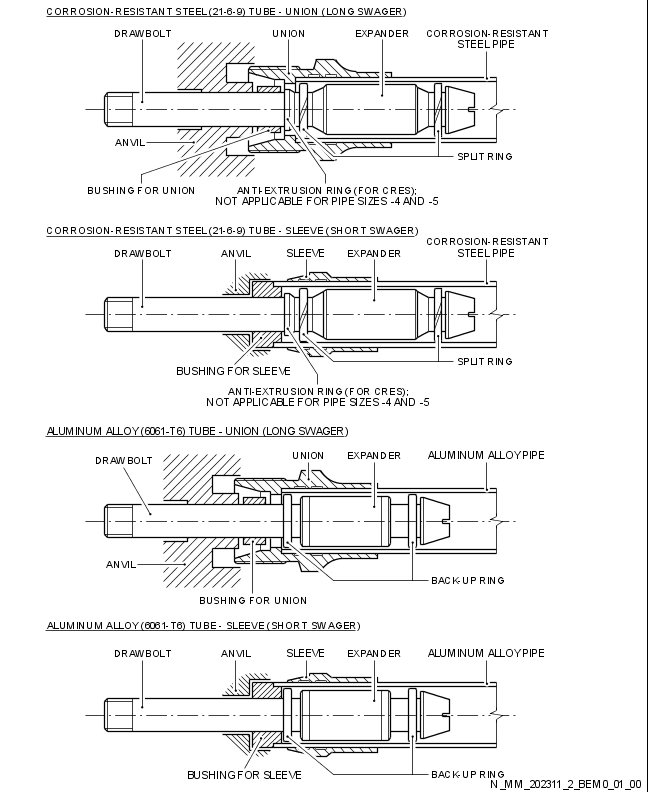 CORROSION-RESISTANT STEEL (21-6-9) TUBE - UNION (LONG SWAGER)
DRAWBOLT UNION EXPANDER CORROSION-RESISTANT
STEEL PIPE
ANVIL
SPLIT RING
BUSHING FOR UNION ANTI-EXTRUSION RING (FOR CRES);
NOT APPLICABLE FOR PIPE SIZES -4 AND -5
CORROSION-RESISTANT STEEL (21-6-9) TUBE - SLEEVE (SHORT SWAGER)
CORROSION-RESISTANT
DRAWBOLT ANVIL SLEEVE EXPANDER STEEL PIPE
SPLIT RING
BUSHING FOR SLEEVE
ANTI-EXTRUSION RING (FOR CRES);
NOT APPLICABLE FOR PIPE SIZES -4 AND -5
ALUMINUM ALLOY (6061-T6) TUBE - UNION (LONG SWAGER)
DRAWBOLT UNION EXPANDER ALUMINUM ALLOY PIPE
ANVIL
BACK-UP RING
BUSHING FOR UNION
ALUMINUM ALLOY (6061-T6) TUBE - SLEEVE (SHORT SWAGER)
DRAWBOLT ANVIL SLEEVE EXPANDER ALUMINUM ALLOY PIPE
BUSHING FOR SLEEVE BACK-UP RING
N_MM_202311_2_BEM0_01_00